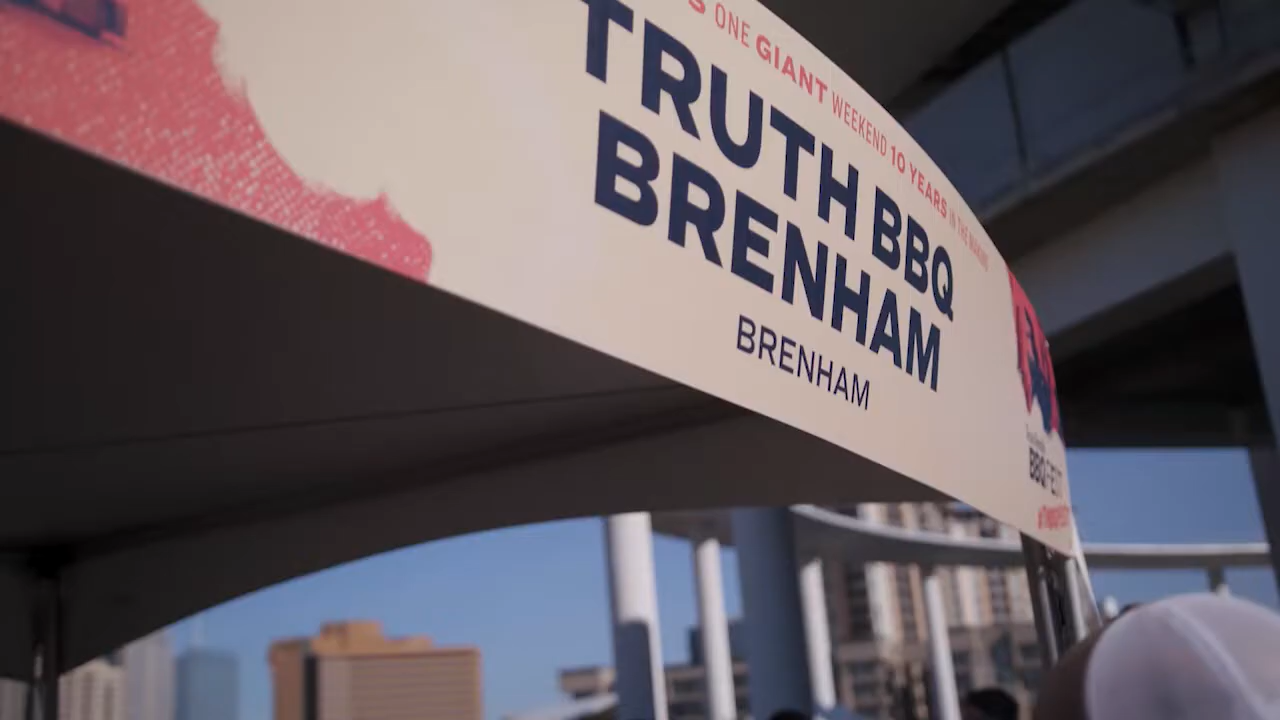 ONE GIANT WEEKEND 10 YEARS IN THE MAKING
TRUTH BBQ
BRENHAM
BRENHAM
BBQ FEST